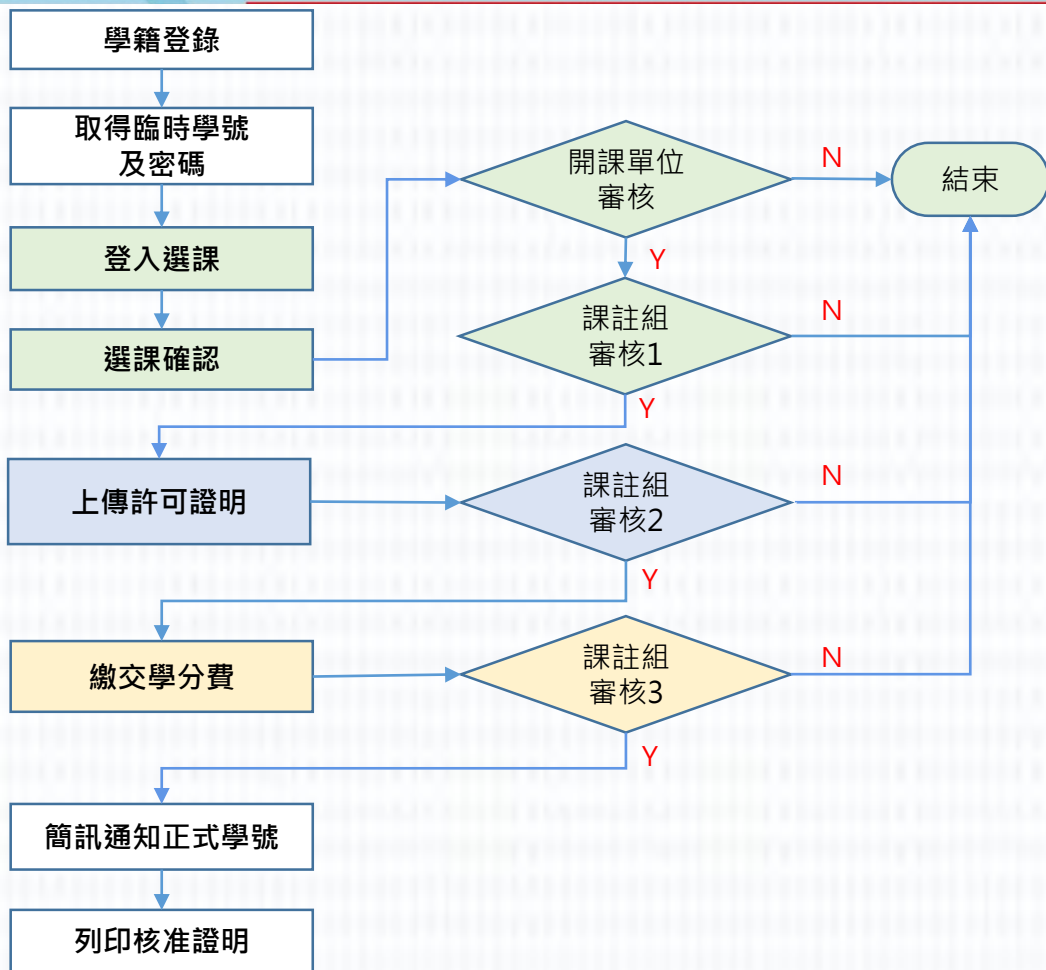 學籍登錄
取得臨時學號
及密碼
登入選課
選課確認
開課單位
審核
N
結束
Y
課註組
審核1
N
Y
上傳許可證明
課註組
審核2
N
Y
繳交學分費
課註組
審核3
N
Y
簡訊通知正式學號
列印核准證明